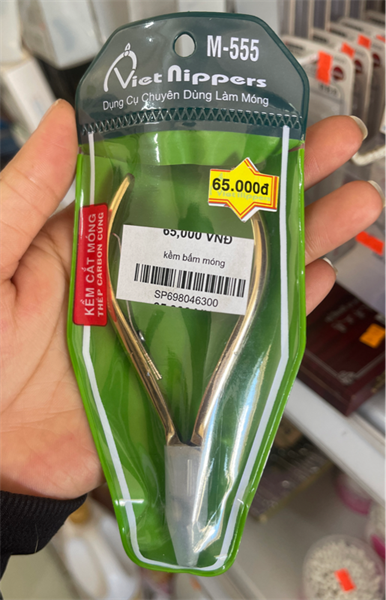 M-555
Viet Nippers
Dụng Cụ Chuyên Dùng Làm Móng
65.000đ
KỀM CẮT MÓNG
THÉP CARBON CỨNG
65,000 VNĐ
kềm bấm móng
SP698046300